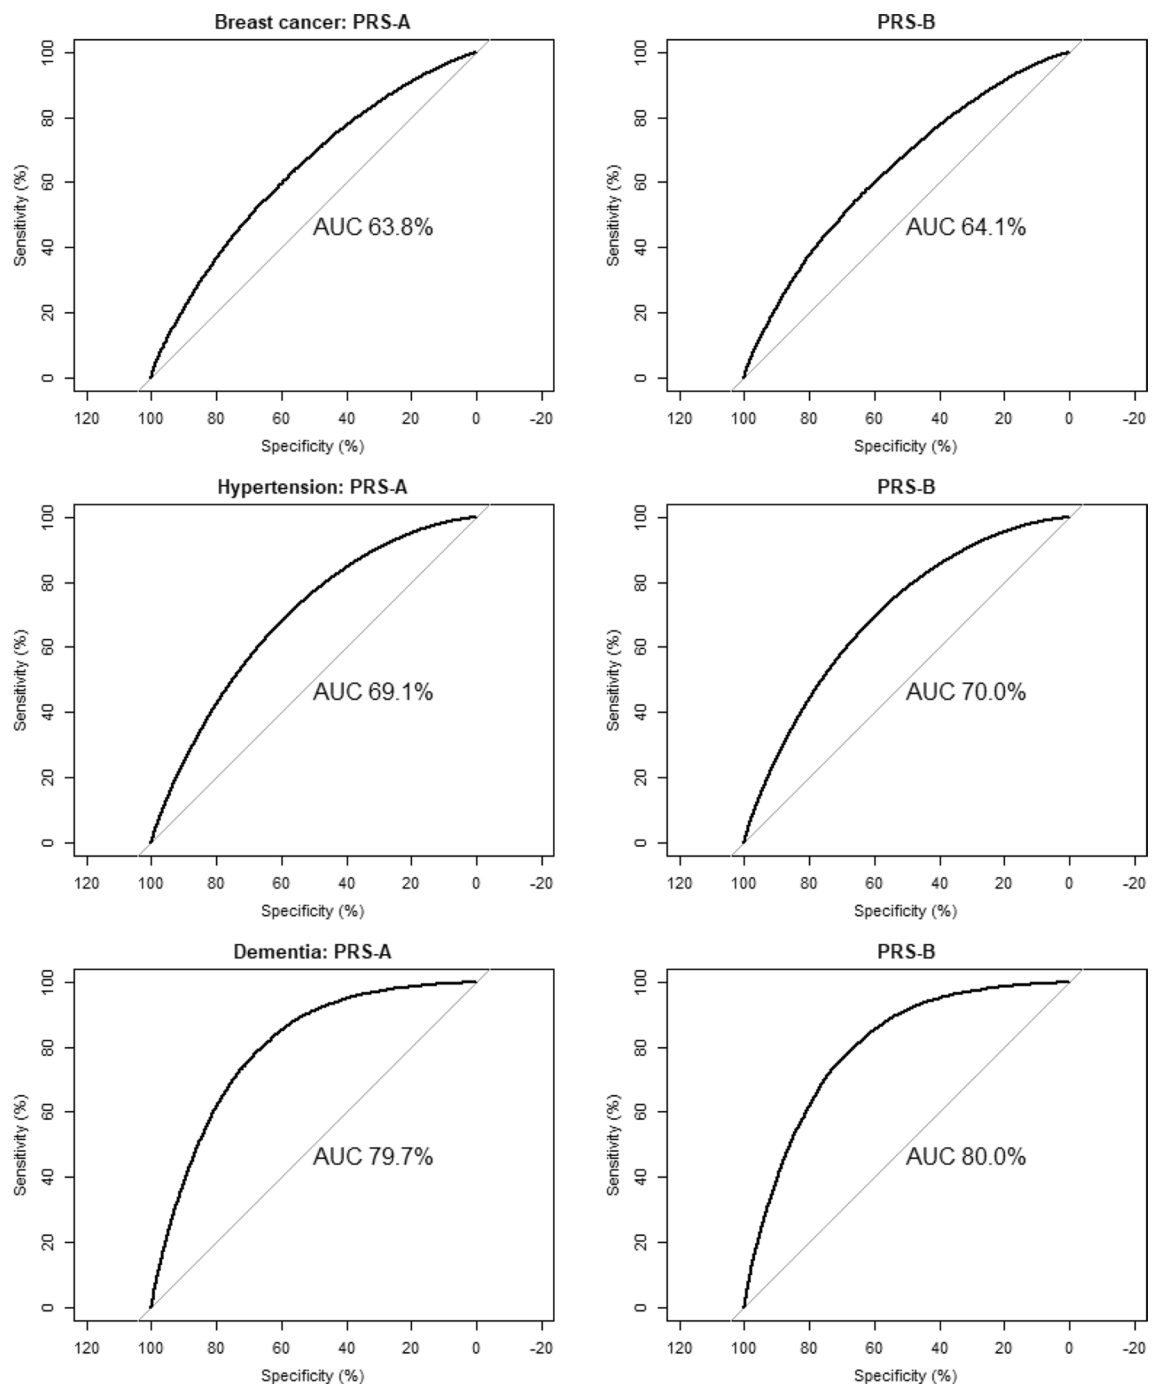 Breast cancer: PRS-A
Sensitivity (%)
100
80
60
40
20
0
AUC 63.8%
120 100 80 60 40 20 0 -20
Specificity (%)
PRS-B
Sensitivity (%)
100
80
60
40
20
0
AUC 64.1%
120 100 80 60 40 20 0 -20
Specificity (%)
Hypertension: PRS-A
Sensitivity (%)
100
80
60
40
20
0
AUC 69.1%
120 100 80 60 40 20 0 -20
Specificity (%)
PRS-B
Sensitivity (%)
100
80
60
40
20
0
AUC 70.0%
120 100 80 60 40 20 0 -20
Specificity (%)
Dementia: PRS-A
Sensitivity (%)
100
80
60
40
20
0
AUC 79.7%
120 100 80 60 40 20 0 -20
Specificity (%)
PRS-B
Sensitivity (%)
100
80
60
40
20
0
AUC 80.0%
120 100 80 60 40 20 0 -20
Specificity (%)